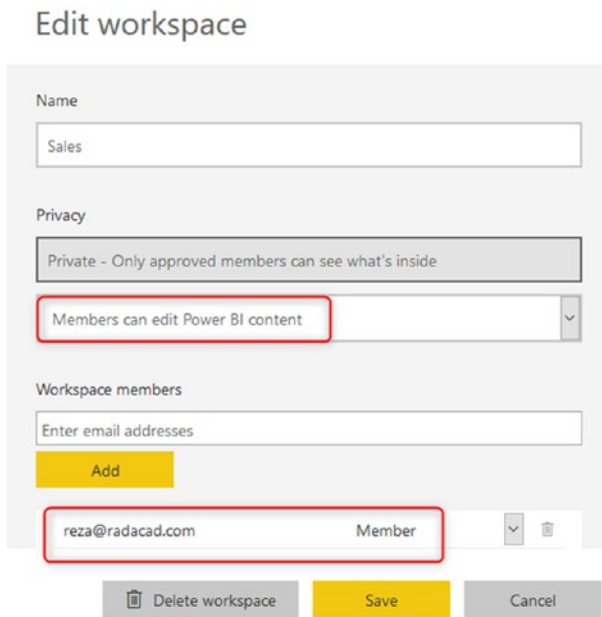 Edit workspace
Name
Sales
Privacy
Private - Only approved members can see what's inside
Members can edit Power BI content
Workspace members
Enter email addresses
Add
reza@radacad.com Member
Delete workspace Save Cancel